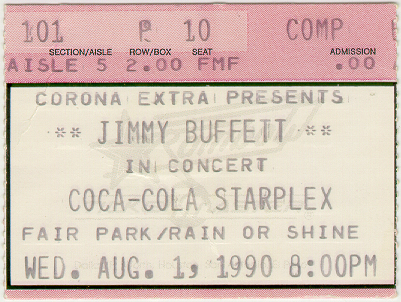 101 P 10 COMP
SECTION/AISLE ROW/BOX SEAT ADMISSION
AISLE 5 2.00 FMF .00
CORONA EXTRA PRESENTS
** JIMMY BUFFETT **
IN CONCERT
COCA-COLA STARPLEX
FAIR PARK/RAIN OR SHINE
WED. AUG. 1, 1990 8:00PM